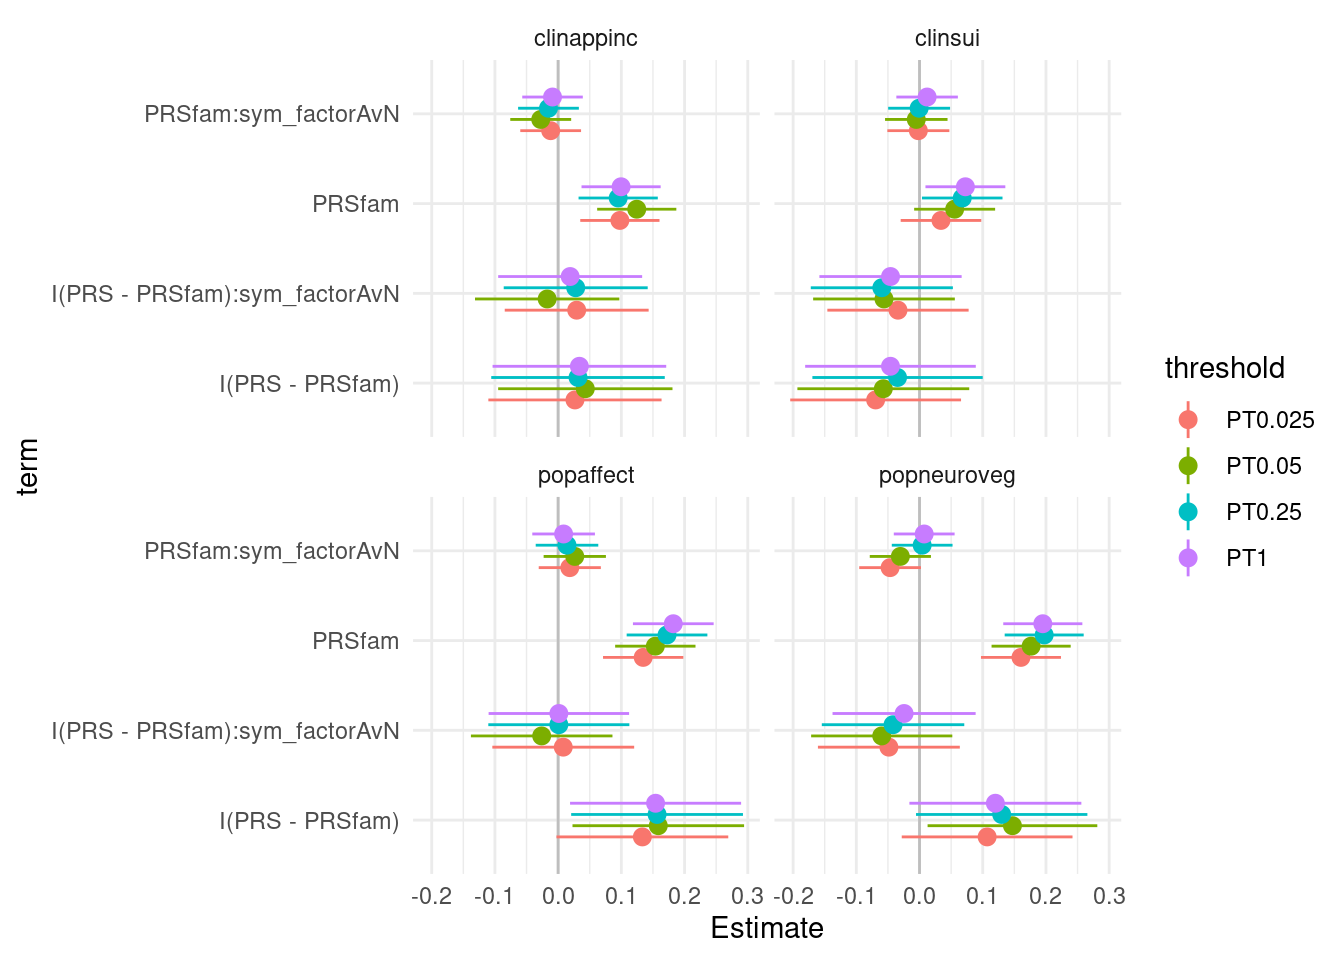 clinappinc
clinsui
PRSfam:sym_factorAvN
PRSfam
I(PRS - PRSfam):sym_factorAvN
I(PRS - PRSfam)
popaffect
popneuroveg
PRSfam:sym_factorAvN
PRSfam
I(PRS - PRSfam):sym_factorAvN
I(PRS - PRSfam)
-0.2 -0.1 0.0 0.1 0.2 0.3
-0.2 -0.1 0.0 0.1 0.2 0.3
Estimate
term
threshold
PT0.025
PT0.05
PT0.25
PT1